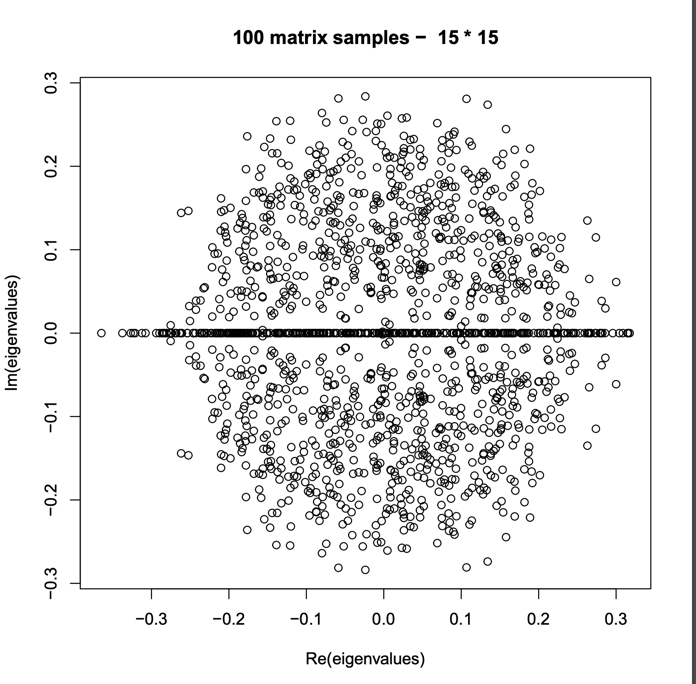 100 matrix samples − 15 * 15
Im(eigenvalues)
0.3
0.2
0.1
0.0
−0.1
−0.2
−0.3
−0.3 −0.2 −0.1 0.0 0.1 0.2 0.3
Re(eigenvalues)